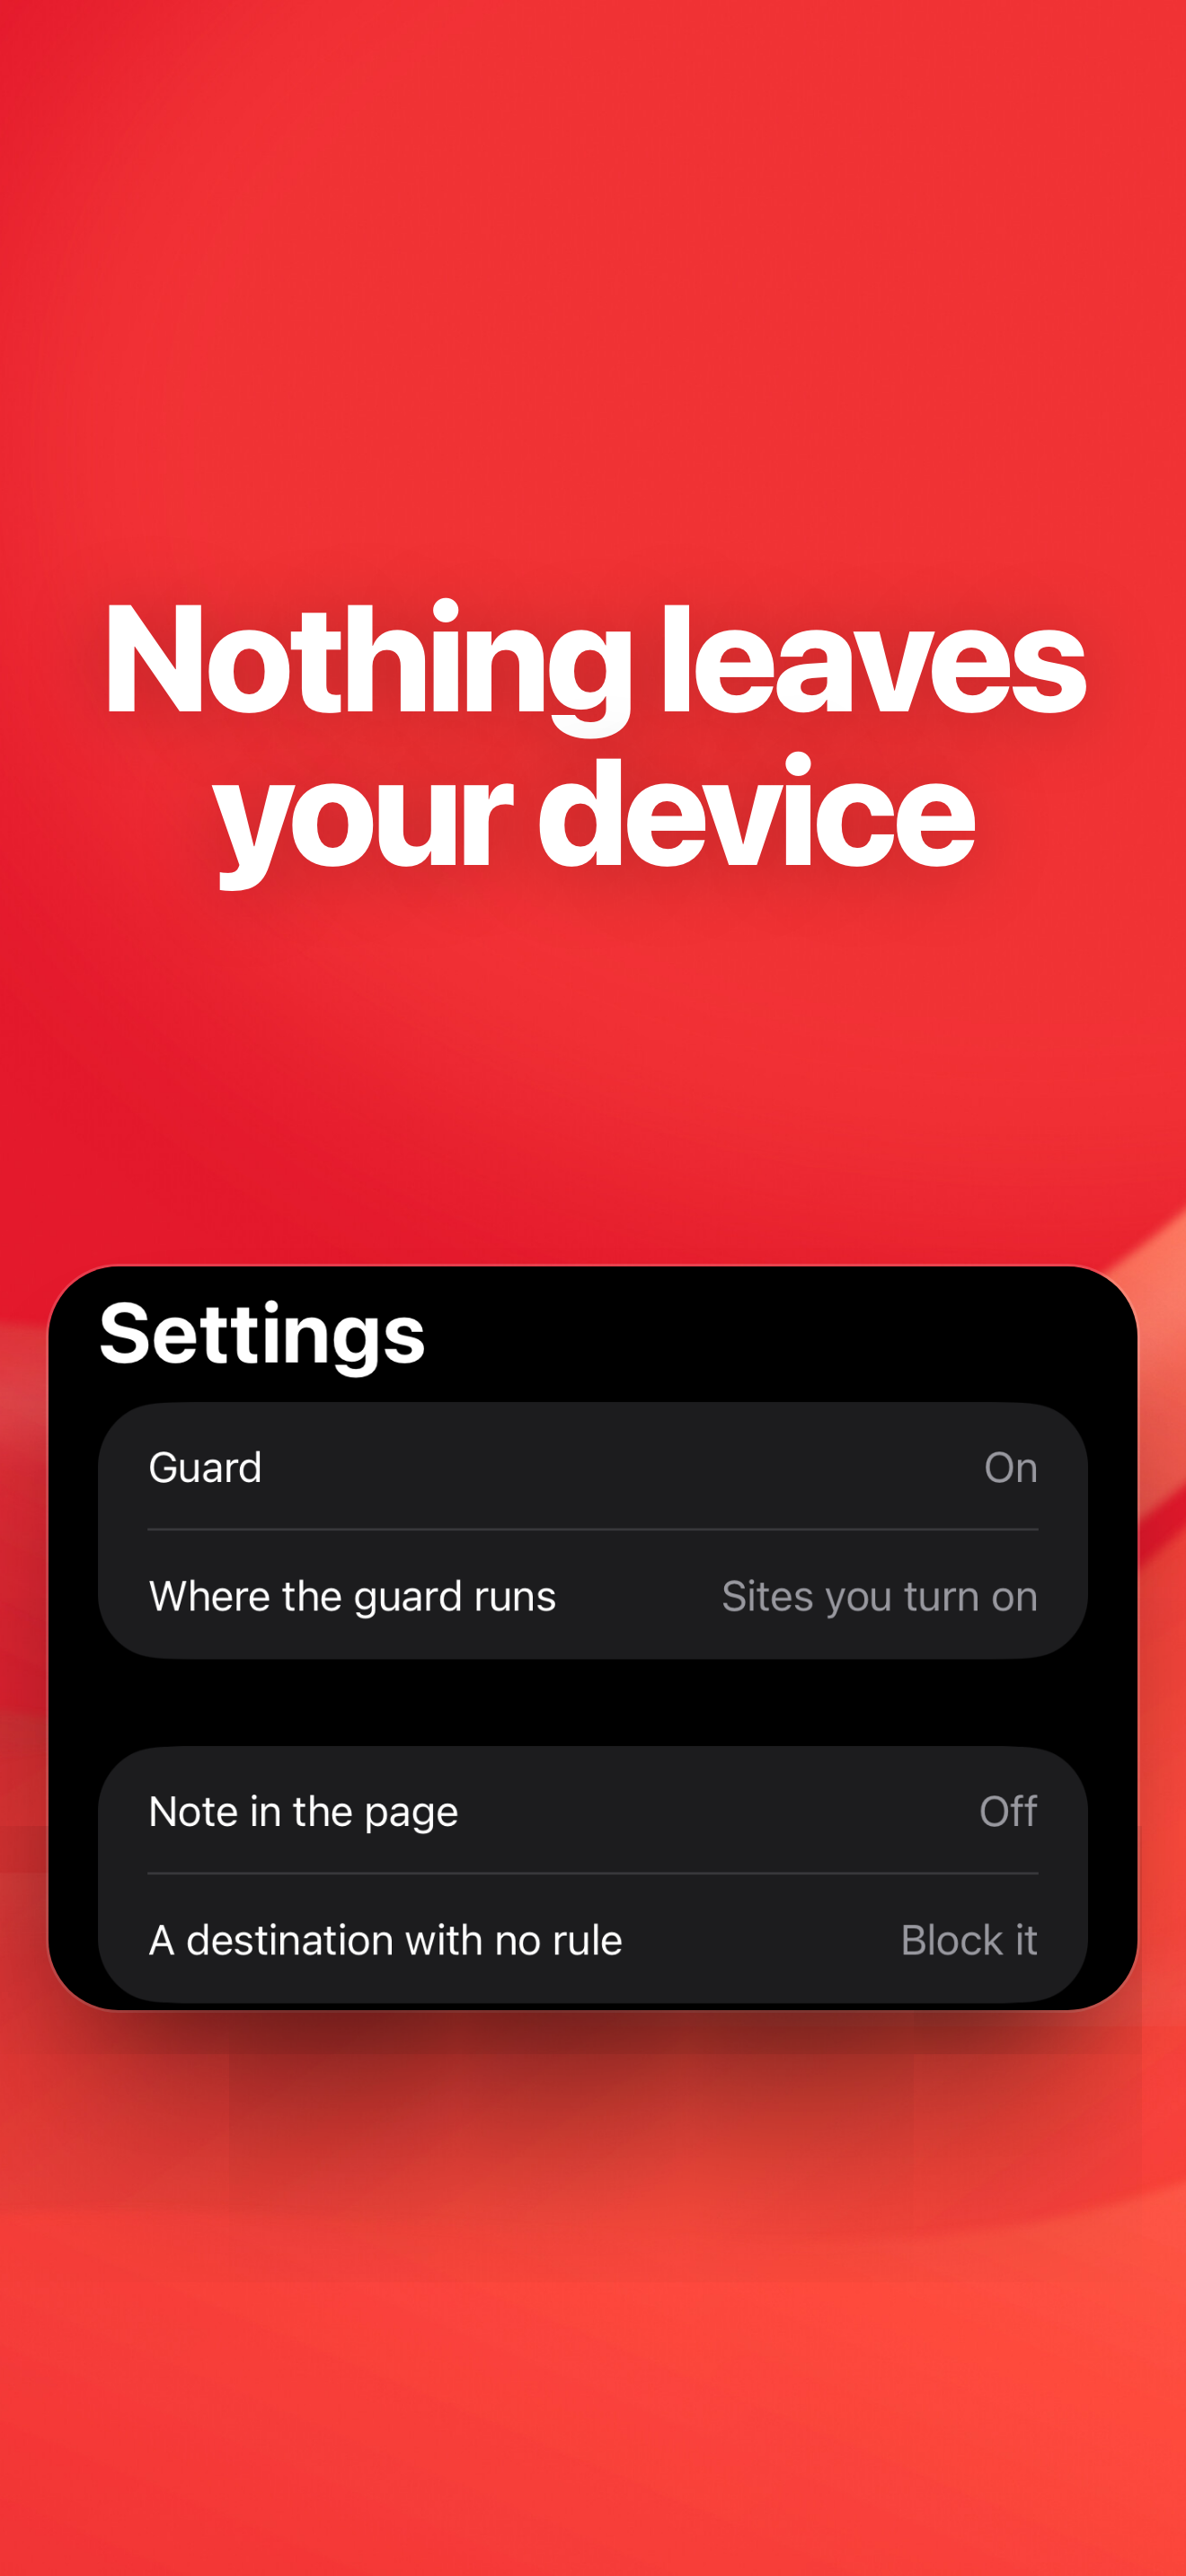 Nothing leaves
your device
Settings
Guard On
Where the guard runs Sites you turn on
Note in the page Off
A destination with no rule Block it